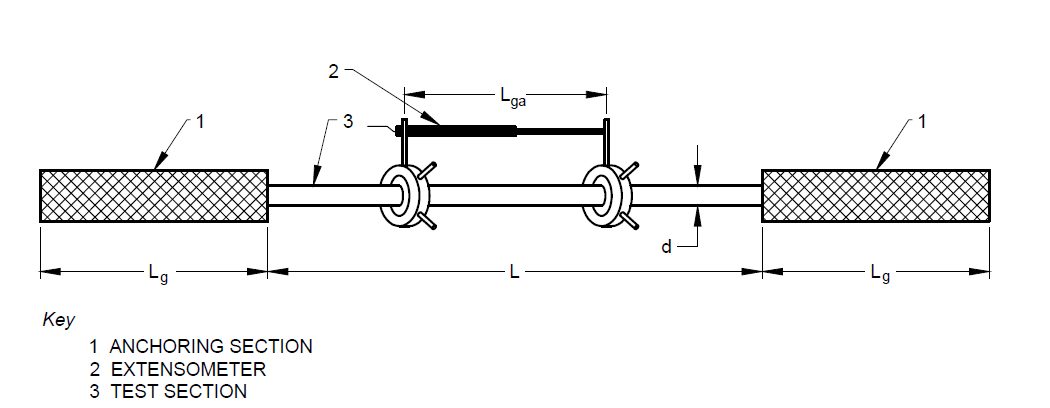 2
Lga
1
3
1
d
Lg
L
Lg
Key
1 ANCHORING SECTION
2 EXTENSOMETER
3 TEST SECTION